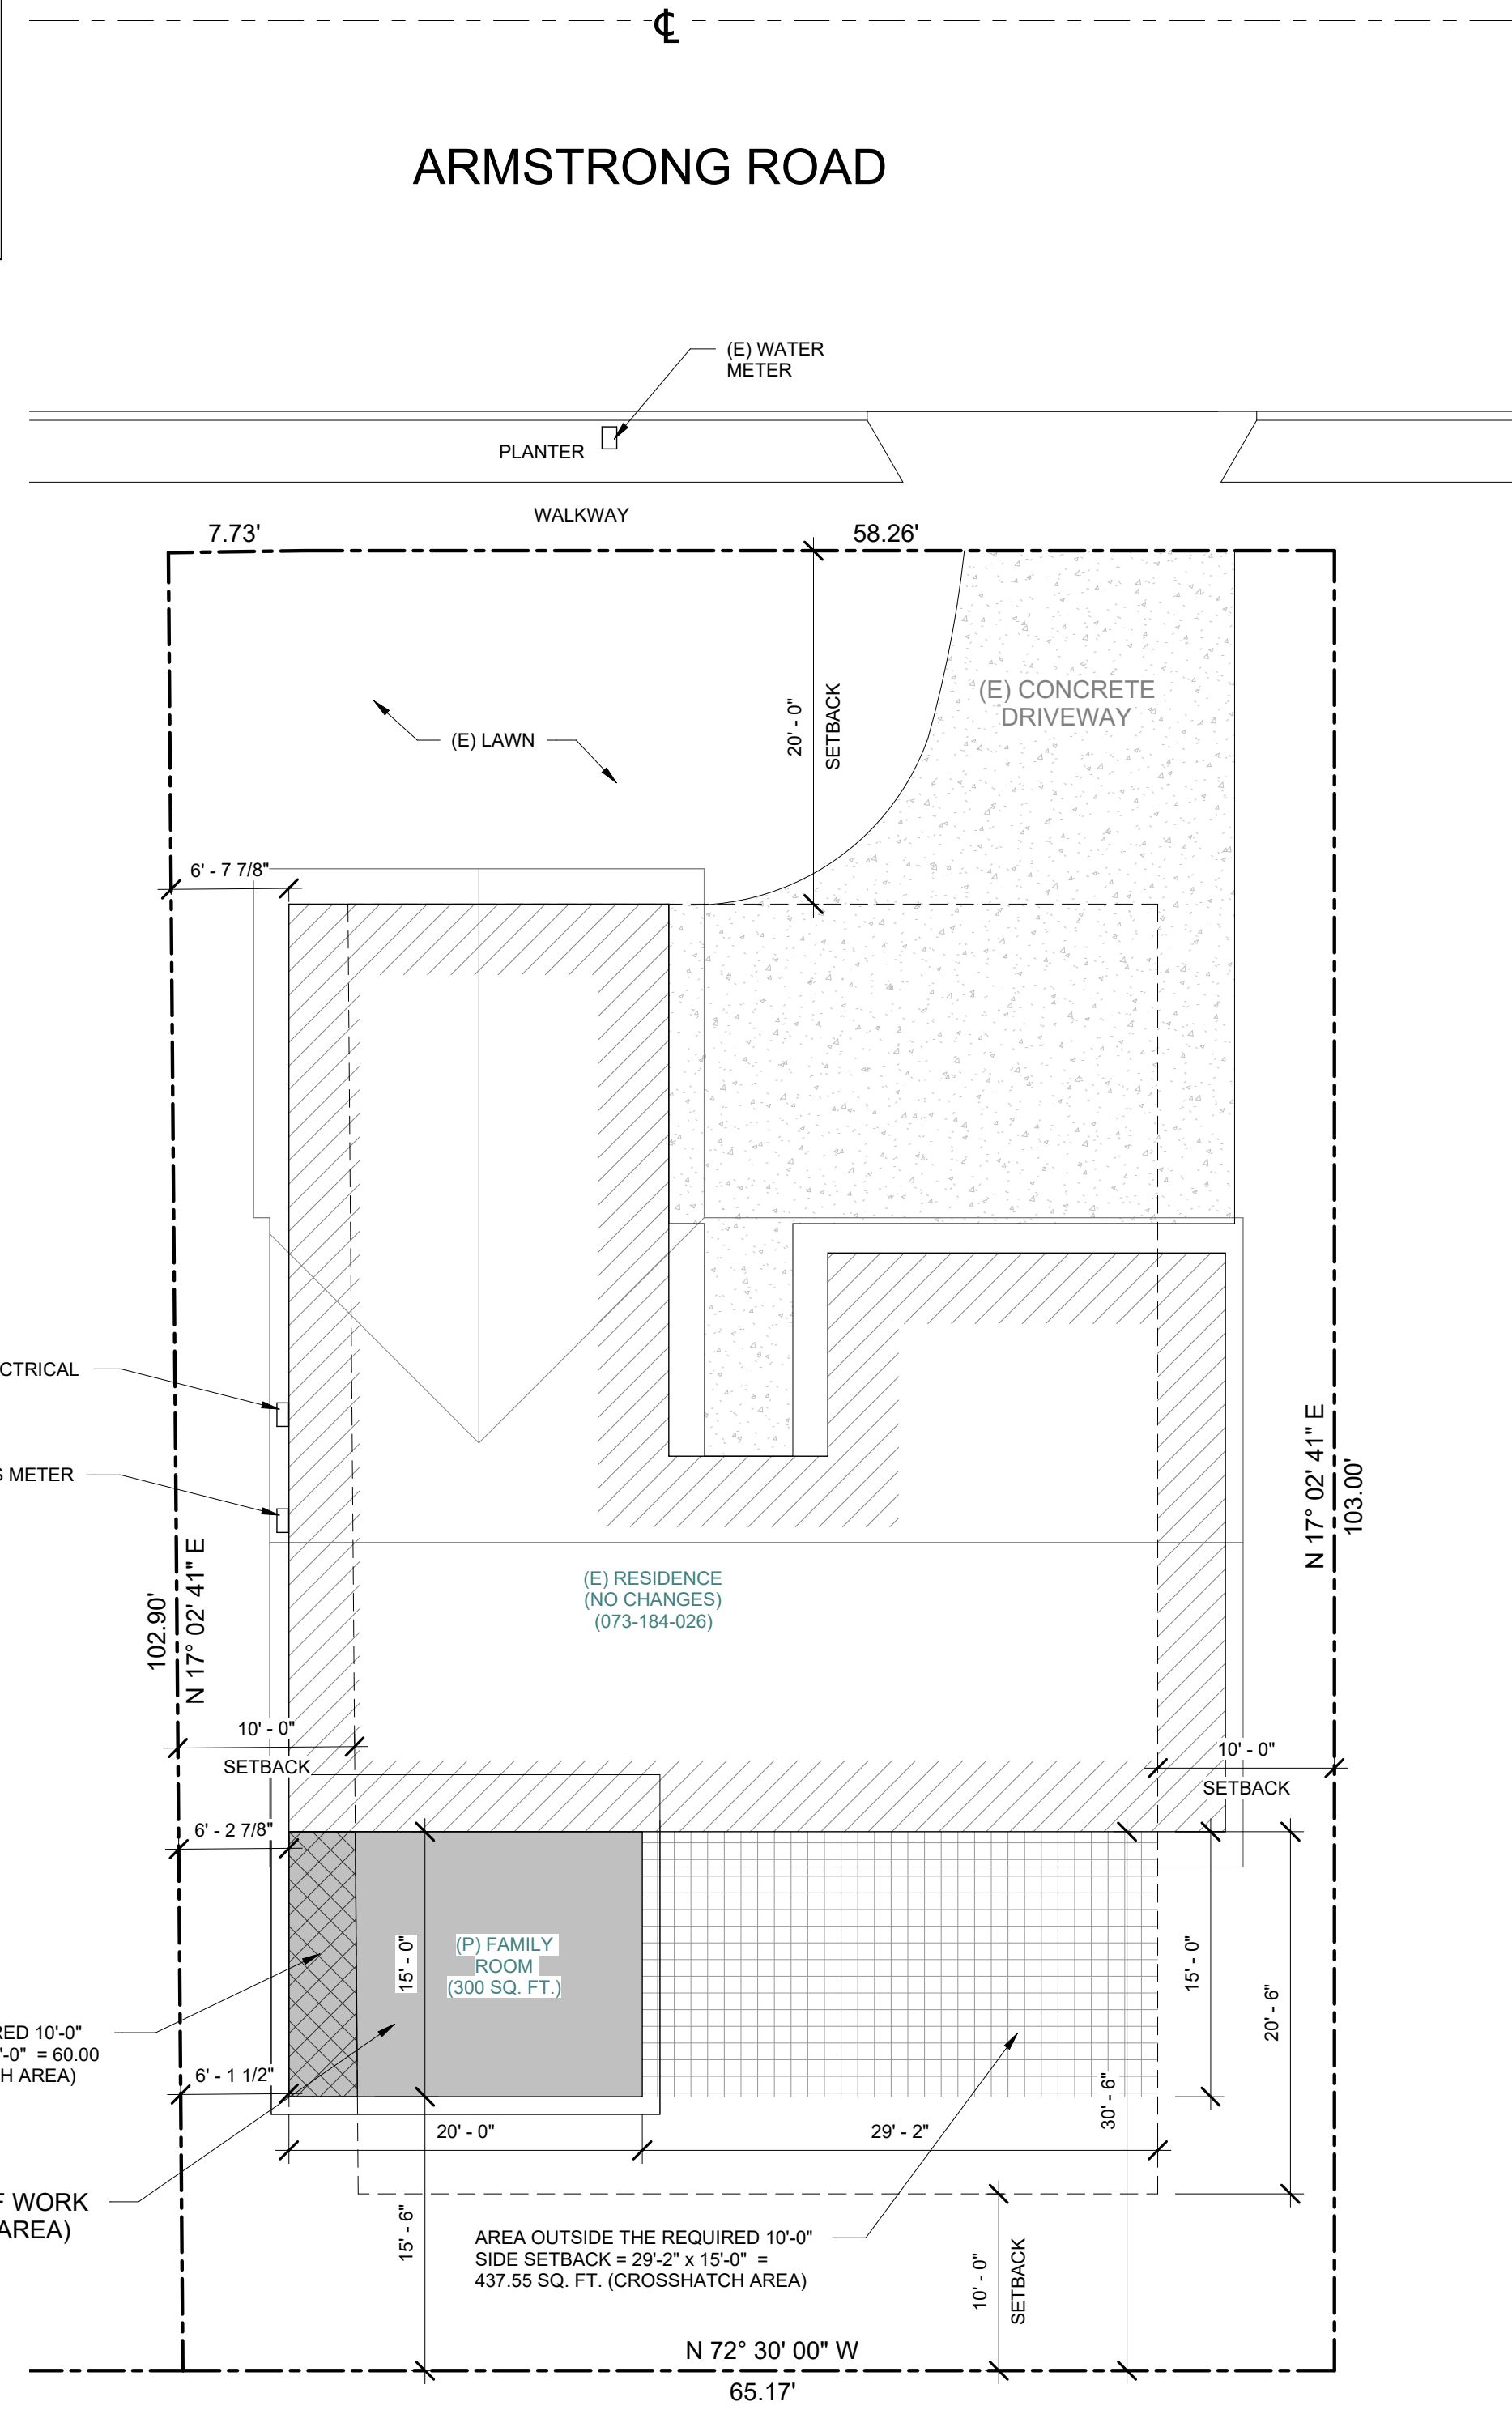 ℄
ARMSTRONG ROAD
(E) WATER
METER
PLANTER
WALKWAY
7.73'
58.26'
20' - 0"
SETBACK
(E) CONCRETE
DRIVEWAY
(E) LAWN
6' - 7 7/8"
CTRICAL
S METER
N 17° 02' 41" E
103.00'
102.90'
N 17° 02' 41" E
(E) RESIDENCE
(NO CHANGES)
(073-184-026)
10' - 0"
SETBACK
10' - 0"
SETBACK
6' - 2 7/8"
15' - 0"
(P) FAMILY
ROOM
(300 SQ. FT.)
15' - 0"
20' - 6"
RED 10'-0"
'-0" = 60.00
H AREA)
6' - 1 1/2"
30' - 6"
20' - 0"
29' - 2"
F WORK
AREA)
15' - 6"
AREA OUTSIDE THE REQUIRED 10'-0"
SIDE SETBACK = 29'-2" x 15'-0" =
437.55 SQ. FT. (CROSSHATCH AREA)
10' - 0"
SETBACK
N 72° 30' 00" W
65.17'